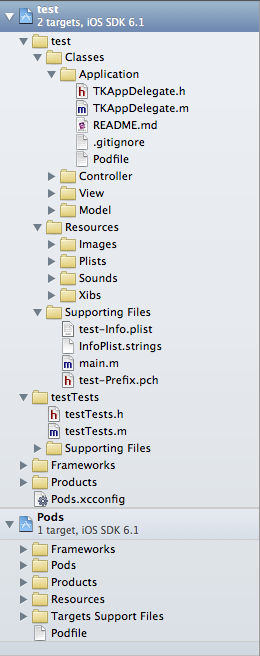 test
2 targets, iOS SDK 6.1
test
Classes
Application
TKAppDelegate.h
TKAppDelegate.m
README.md
.gitignore
Podfile
Controller
View
Model
Resources
Images
Plists
Sounds
Xibs
Supporting Files
test-Info.plist
InfoPlist.strings
main.m
test-Prefix.pch
testTests
testTests.h
testTests.m
Supporting Files
Frameworks
Products
Pods.xcconfig
Pods
1 target, iOS SDK 6.1
Frameworks
Pods
Products
Resources
Targets Support Files
Podfile